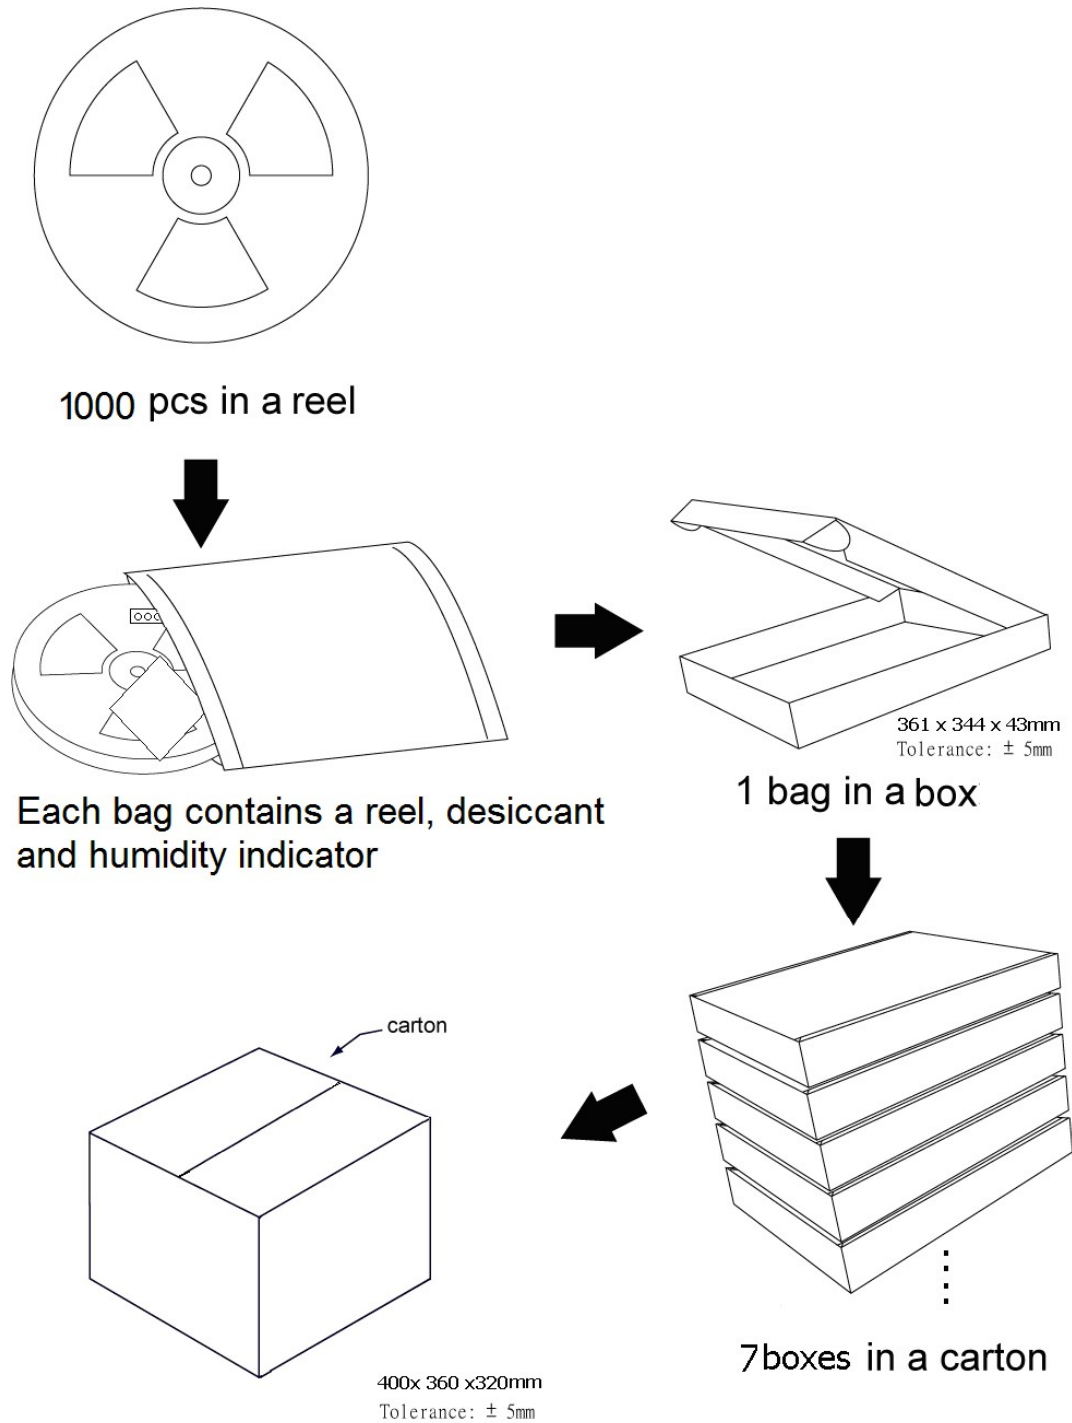 1000 pcs in a reel
Each bag contains a reel, desiccant
and humidity indicator
361 x 344 x 43mm
Tolerance: ± 5mm
1 bag in a box
7boxes in a carton
carton
400x 360 x320mm
Tolerance: ± 5mm